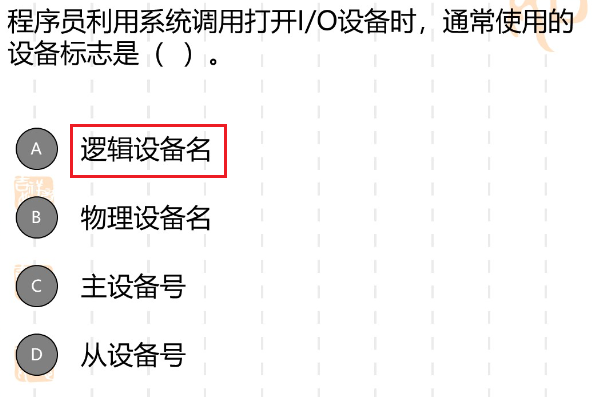 程序员利用系统调用打开I/O设备时，通常使用的
设备标志是（  ）。
A 逻辑设备名
B 物理设备名
C 主设备号
D 从设备号